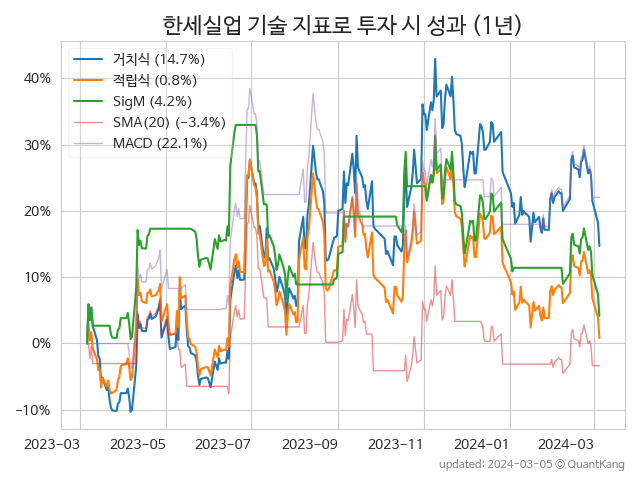 한세실업 기술 지표로 투자 시 성과 (1년)
거치식 (14.7%)
적립식 (0.8%)
SigM (4.2%)
SMA(20) (−3.4%)
MACD (22.1%)
40%
30%
20%
10%
0%
−10%
2023-03 2023-05 2023-07 2023-09 2023-11 2024-01 2024-03
updated: 2024-03-05 ⓒ QuantKang